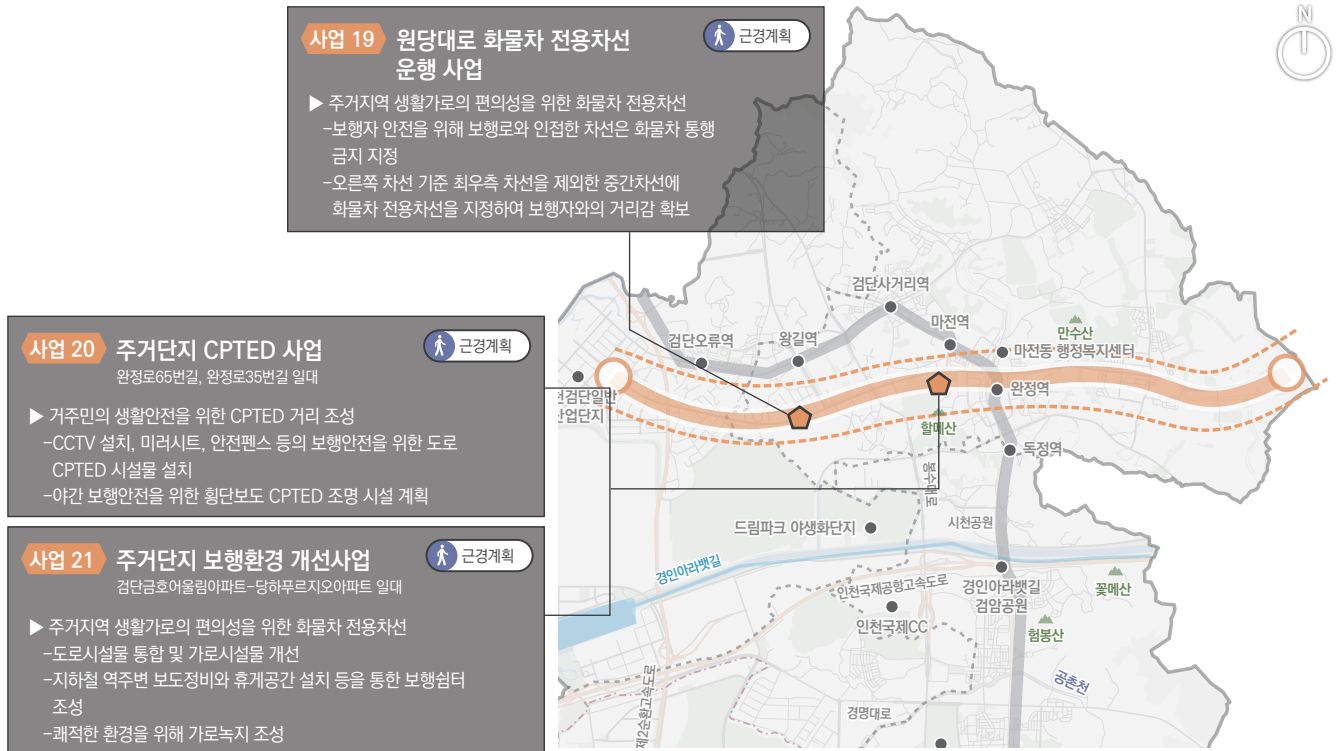 사업 19 원당대로 화물차 전용차선
운행 사업
근경계획
▶ 주거지역 생활가로의 편의성을 위한 화물차 전용차선
-보행자 안전을 위해 보행로와 인접한 차선은 화물차 통행
금지 지정
-오른쪽 차선 기준 최우측 차선을 제외한 중간차선에
화물차 전용차선을 지정하여 보행자와의 거리감 확보
사업 20 주거단지 CPTED 사업
근경계획
완정로65번길, 완정로35번길 일대
▶ 거주민의 생활안전을 위한 CPTED 거리 조성
-CCTV 설치, 미러시트, 안전펜스 등의 보행안전을 위한 도로
CPTED 시설물 설치
-야간 보행안전을 위한 횡단보도 CPTED 조명 시설 계획
사업 21 주거단지 보행환경 개선사업
근경계획
검단금호어울림아파트-당하푸르지오아파트 일대
▶ 주거지역 생활가로의 편의성을 위한 화물차 전용차선
-도로시설물 통합 및 가로시설물 개선
-지하철 역주변 보도정비와 휴게공간 설치 등을 통한 보행쉼터
조성
-쾌적한 환경을 위해 가로녹지 조성
N
검단사거리역
마전역
만수산
검단오류역
왕길역
마전동 행정복지센터
천검단일반
산업단지
완정역
할메산
독정역
봉수대로
드림파크 야생화단지
시천공원
경인아라뱃길
인천국제공항고속도로
경인아라뱃길
검암공원
꽃메산
인천국제CC
험봉산
공촌천
제2순환고속도로
경명대로